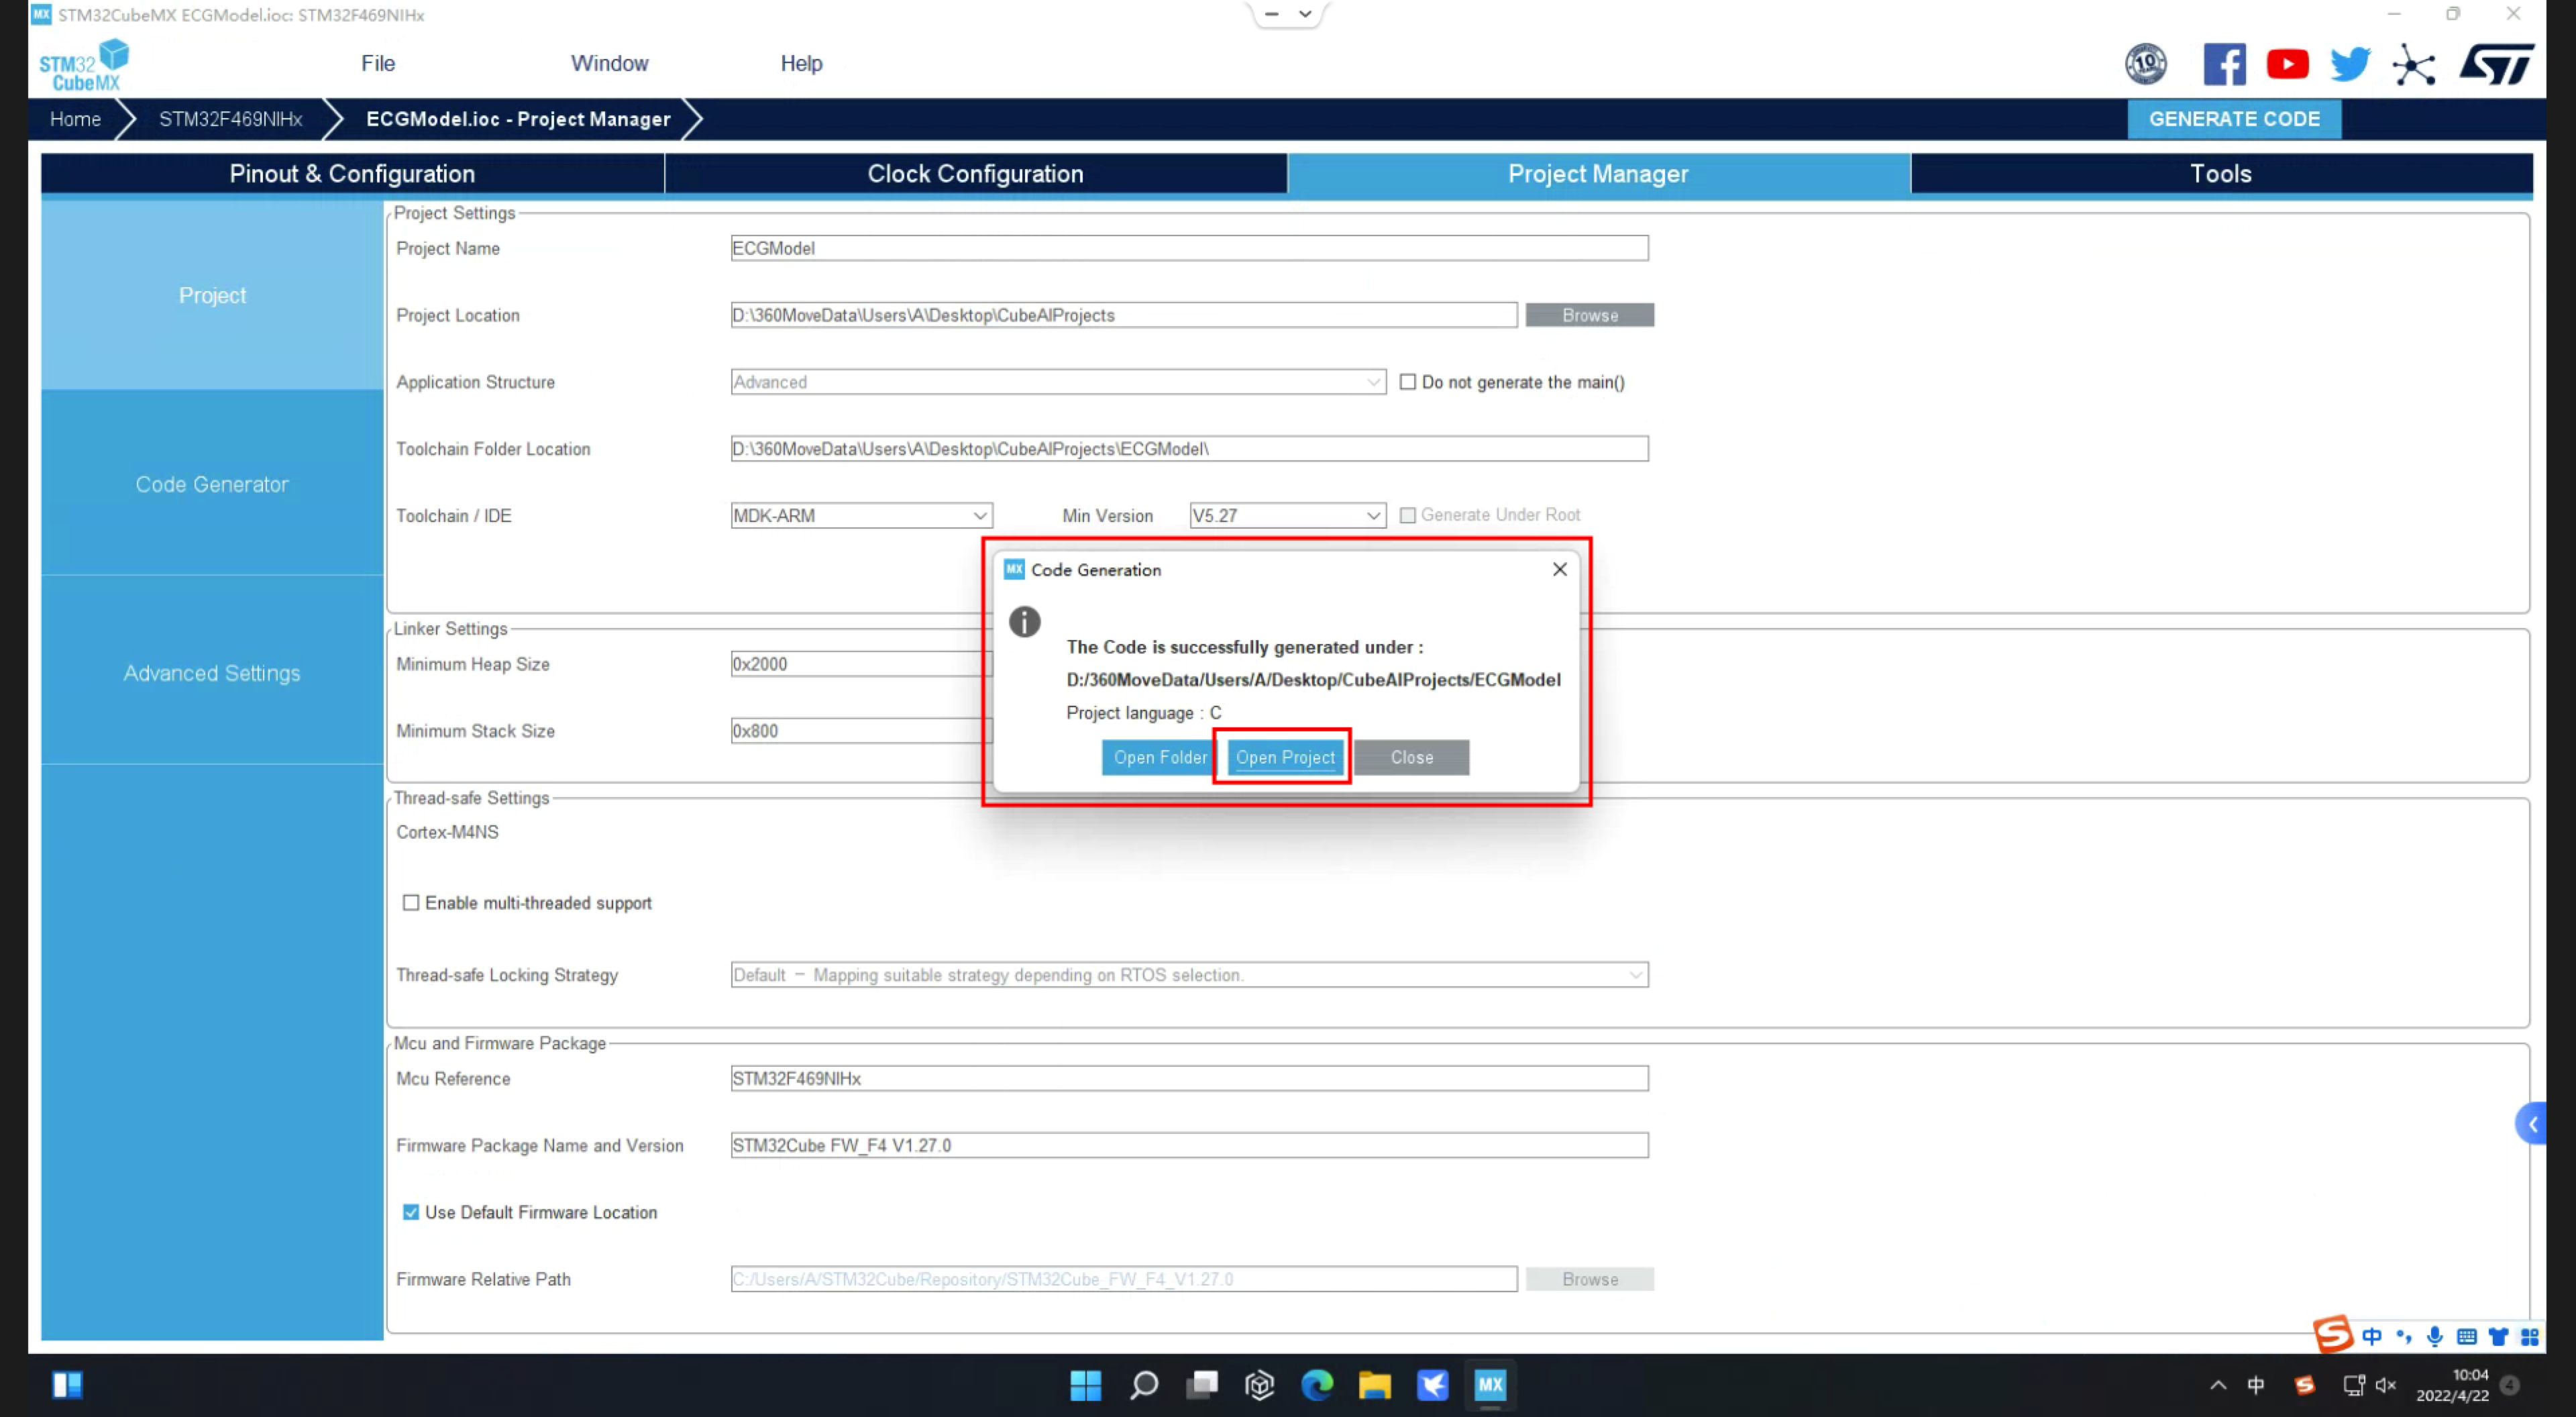 MX STM32CubeMX ECGModel.ioc: STM32F469NIHx
STM32
CubeMX
File Window Help
10
Home STM32F469NIHx ECGModel.ioc - Project Manager GENERATE CODE
Pinout & Configuration Clock Configuration Project Manager Tools
Project
Code Generator
Advanced Settings
Project Settings
Project Name ECGModel
Project Location D:\360MoveData\Users\A\Desktop\CubeAIProjects Browse
Application Structure Advanced Do not generate the main()
Toolchain Folder Location D:\360MoveData\Users\A\Desktop\CubeAIProjects\ECGModel\
Toolchain / IDE MDK-ARM Min Version V5.27 Generate Under Root
MX Code Generation
The Code is successfully generated under :
D:/360MoveData/Users/A/Desktop/CubeAIProjects/ECGModel
Project language : C
Open Folder Open Project Close
Linker Settings
Minimum Heap Size 0x2000
Minimum Stack Size 0x800
Thread-safe Settings
Cortex-M4NS
Enable multi-threaded support
Thread-safe Locking Strategy Default - Mapping suitable strategy depending on RTOS selection.
Mcu and Firmware Package
Mcu Reference STM32F469NIHx
Firmware Package Name and Version STM32Cube FW_F4 V1.27.0
Use Default Firmware Location
Firmware Relative Path C:/Users/A/STM32Cube/Repository/STM32Cube_FW_F4_V1.27.0 Browse
中
MX
中
10:04
2022/4/22
4